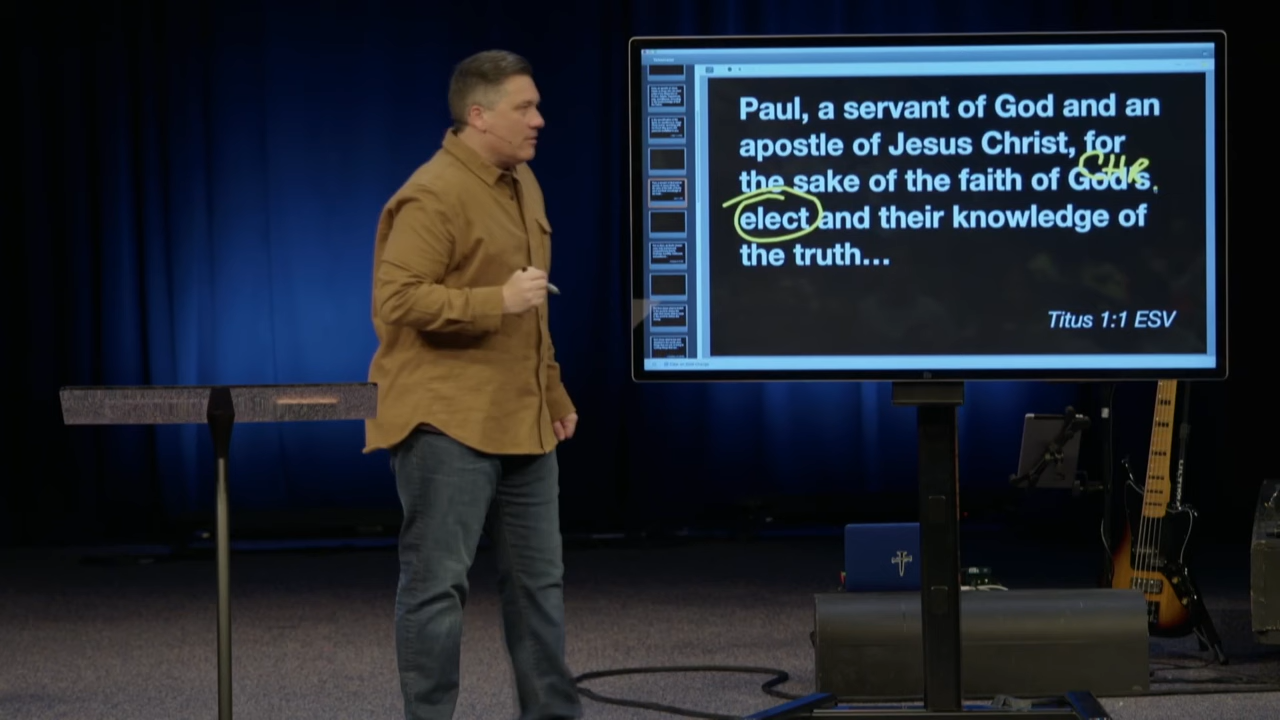 Paul, a servant of God and an
apostle of Jesus Christ, for
CHR
the sake of the faith of God's
elect and their knowledge of
the truth...
Titus 1:1 ESV